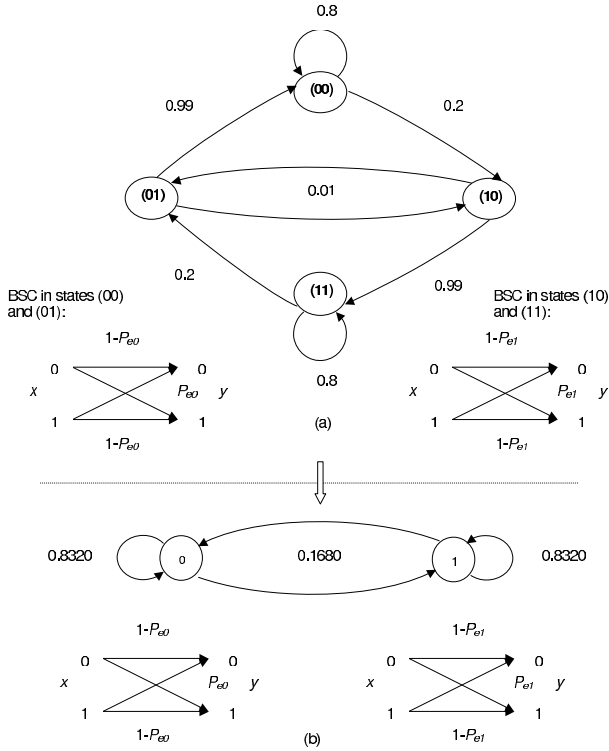 0.8
(00)
0.99
0.2
(01)
0.01
(10)
0.2
(11)
0.99
BSC in states (00)
and (01):
BSC in states (10)
and (11):
0.8
1-Pe0
0 0
x Pe0 y
1 1
1-Pe0
1-Pe1
0 0
x Pe1 y
1 1
1-Pe1
(a)
0.8320 0 0.1680 1 0.8320
1-Pe0
0 0
x Pe0 y
1 1
1-Pe0
1-Pe1
0 0
x Pe1 y
1 1
1-Pe1
(b)